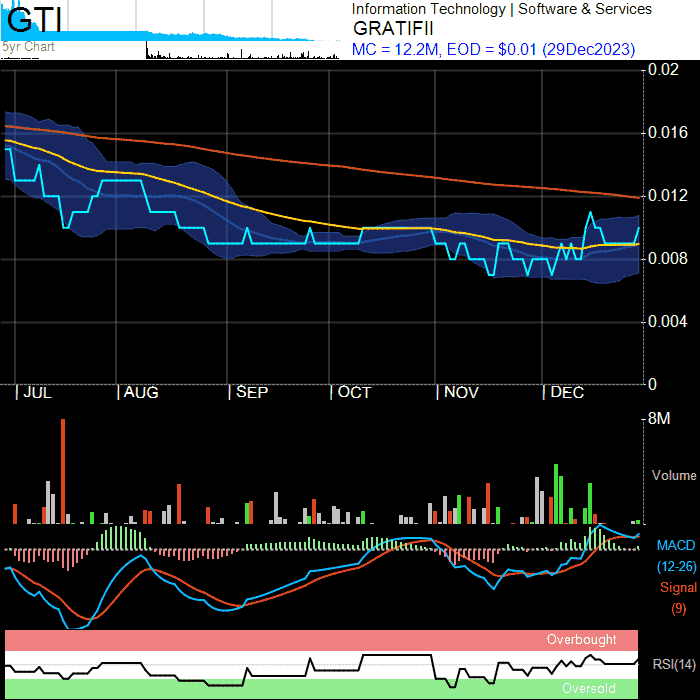 GTI
5yr Chart
Information Technology | Software & Services
GRATIFII
MC = 12.2M, EOD = $0.01 (29Dec2023)
0.02
0.016
0.012
0.008
0.004
0
JUL
AUG
SEP
OCT
NOV
DEC
8M
Volume
MACD
(12-26)
Signal
(9)
Overbought
RSI(14)
Oversold